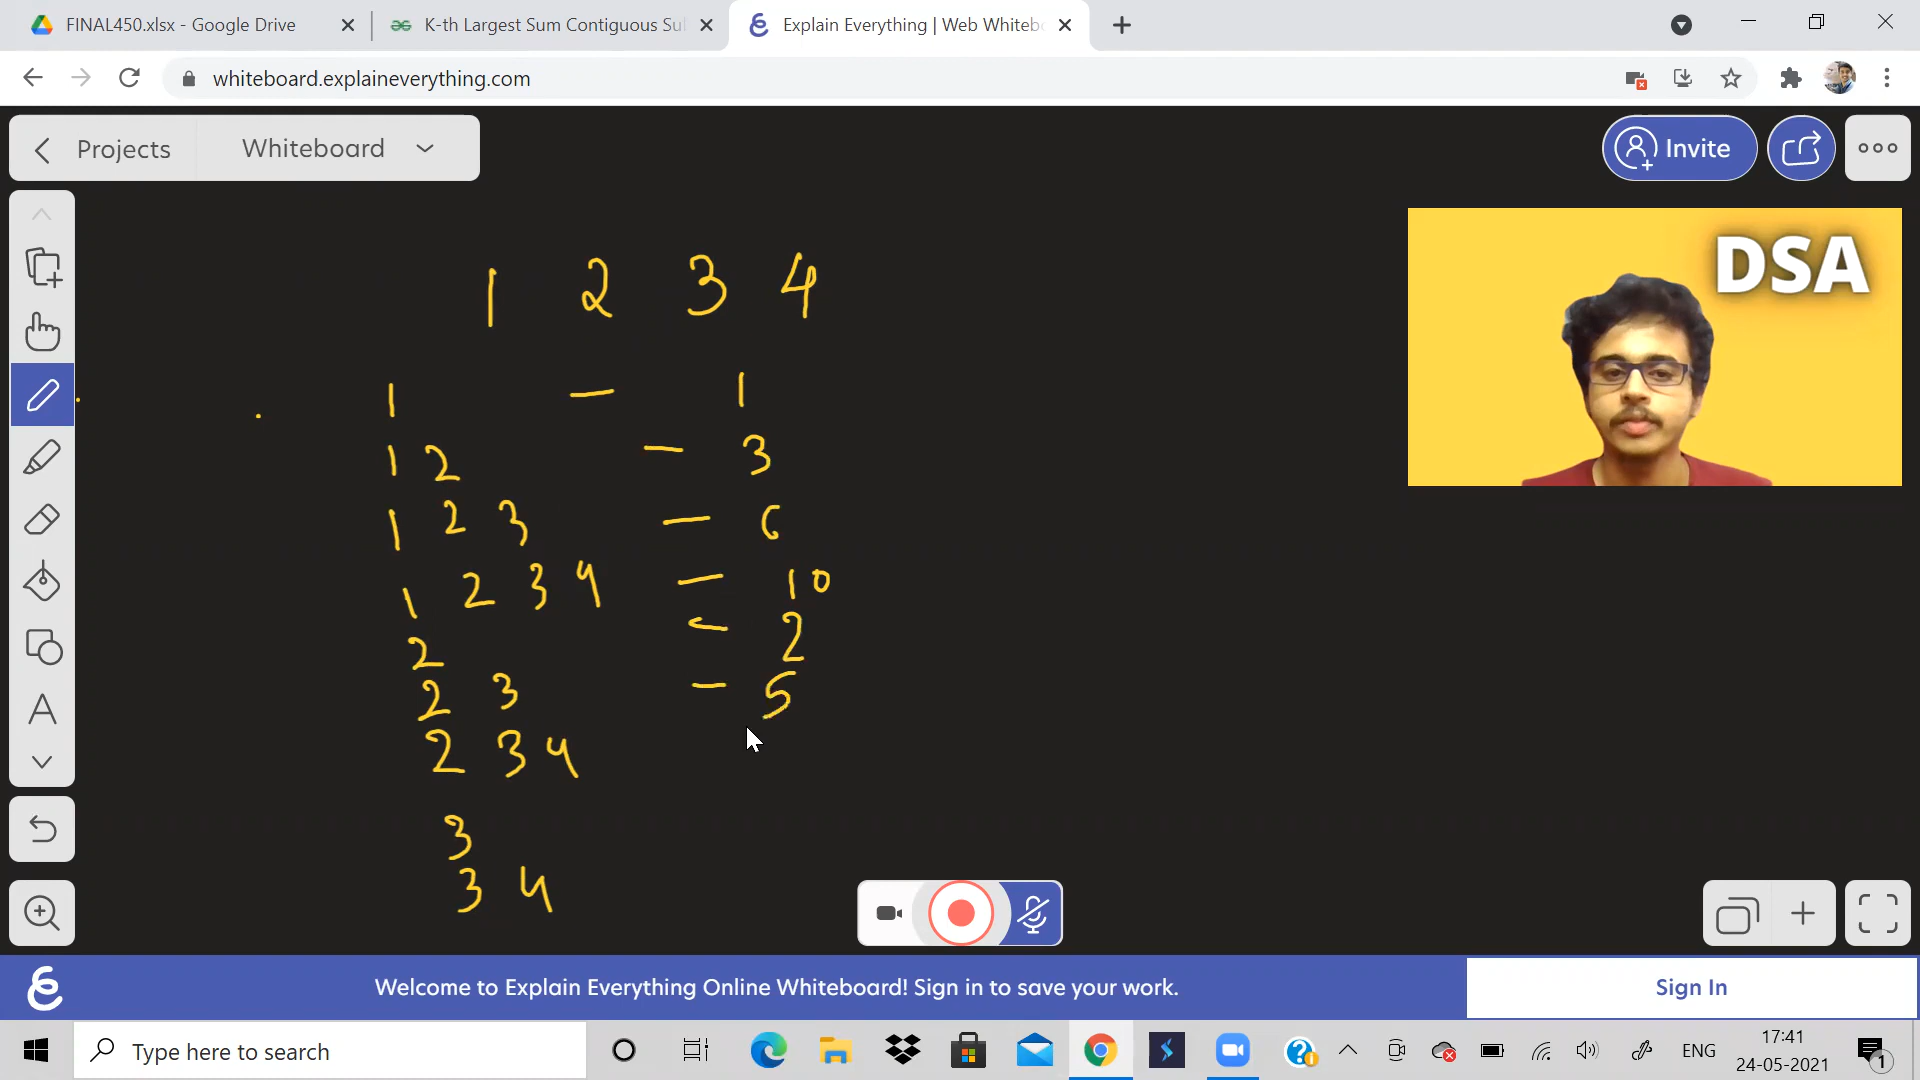 FINAL450.xlsx - Google Drive
K-th Largest Sum Contiguous Su
Explain Everything | Web Whiteb
whiteboard.explaineverything.com
Projects
Whiteboard
Invite
DSA
1 2 3 4
1 - 1
1 2 - 3
1 2 3 - 6
1 2 3 4 - 10
2 - 2
2 3 - 5
2 3 4
3
3 4
A
Welcome to Explain Everything Online Whiteboard! Sign in to save your work.
Sign In
Type here to search
ENG
17:41
24-05-2021
1